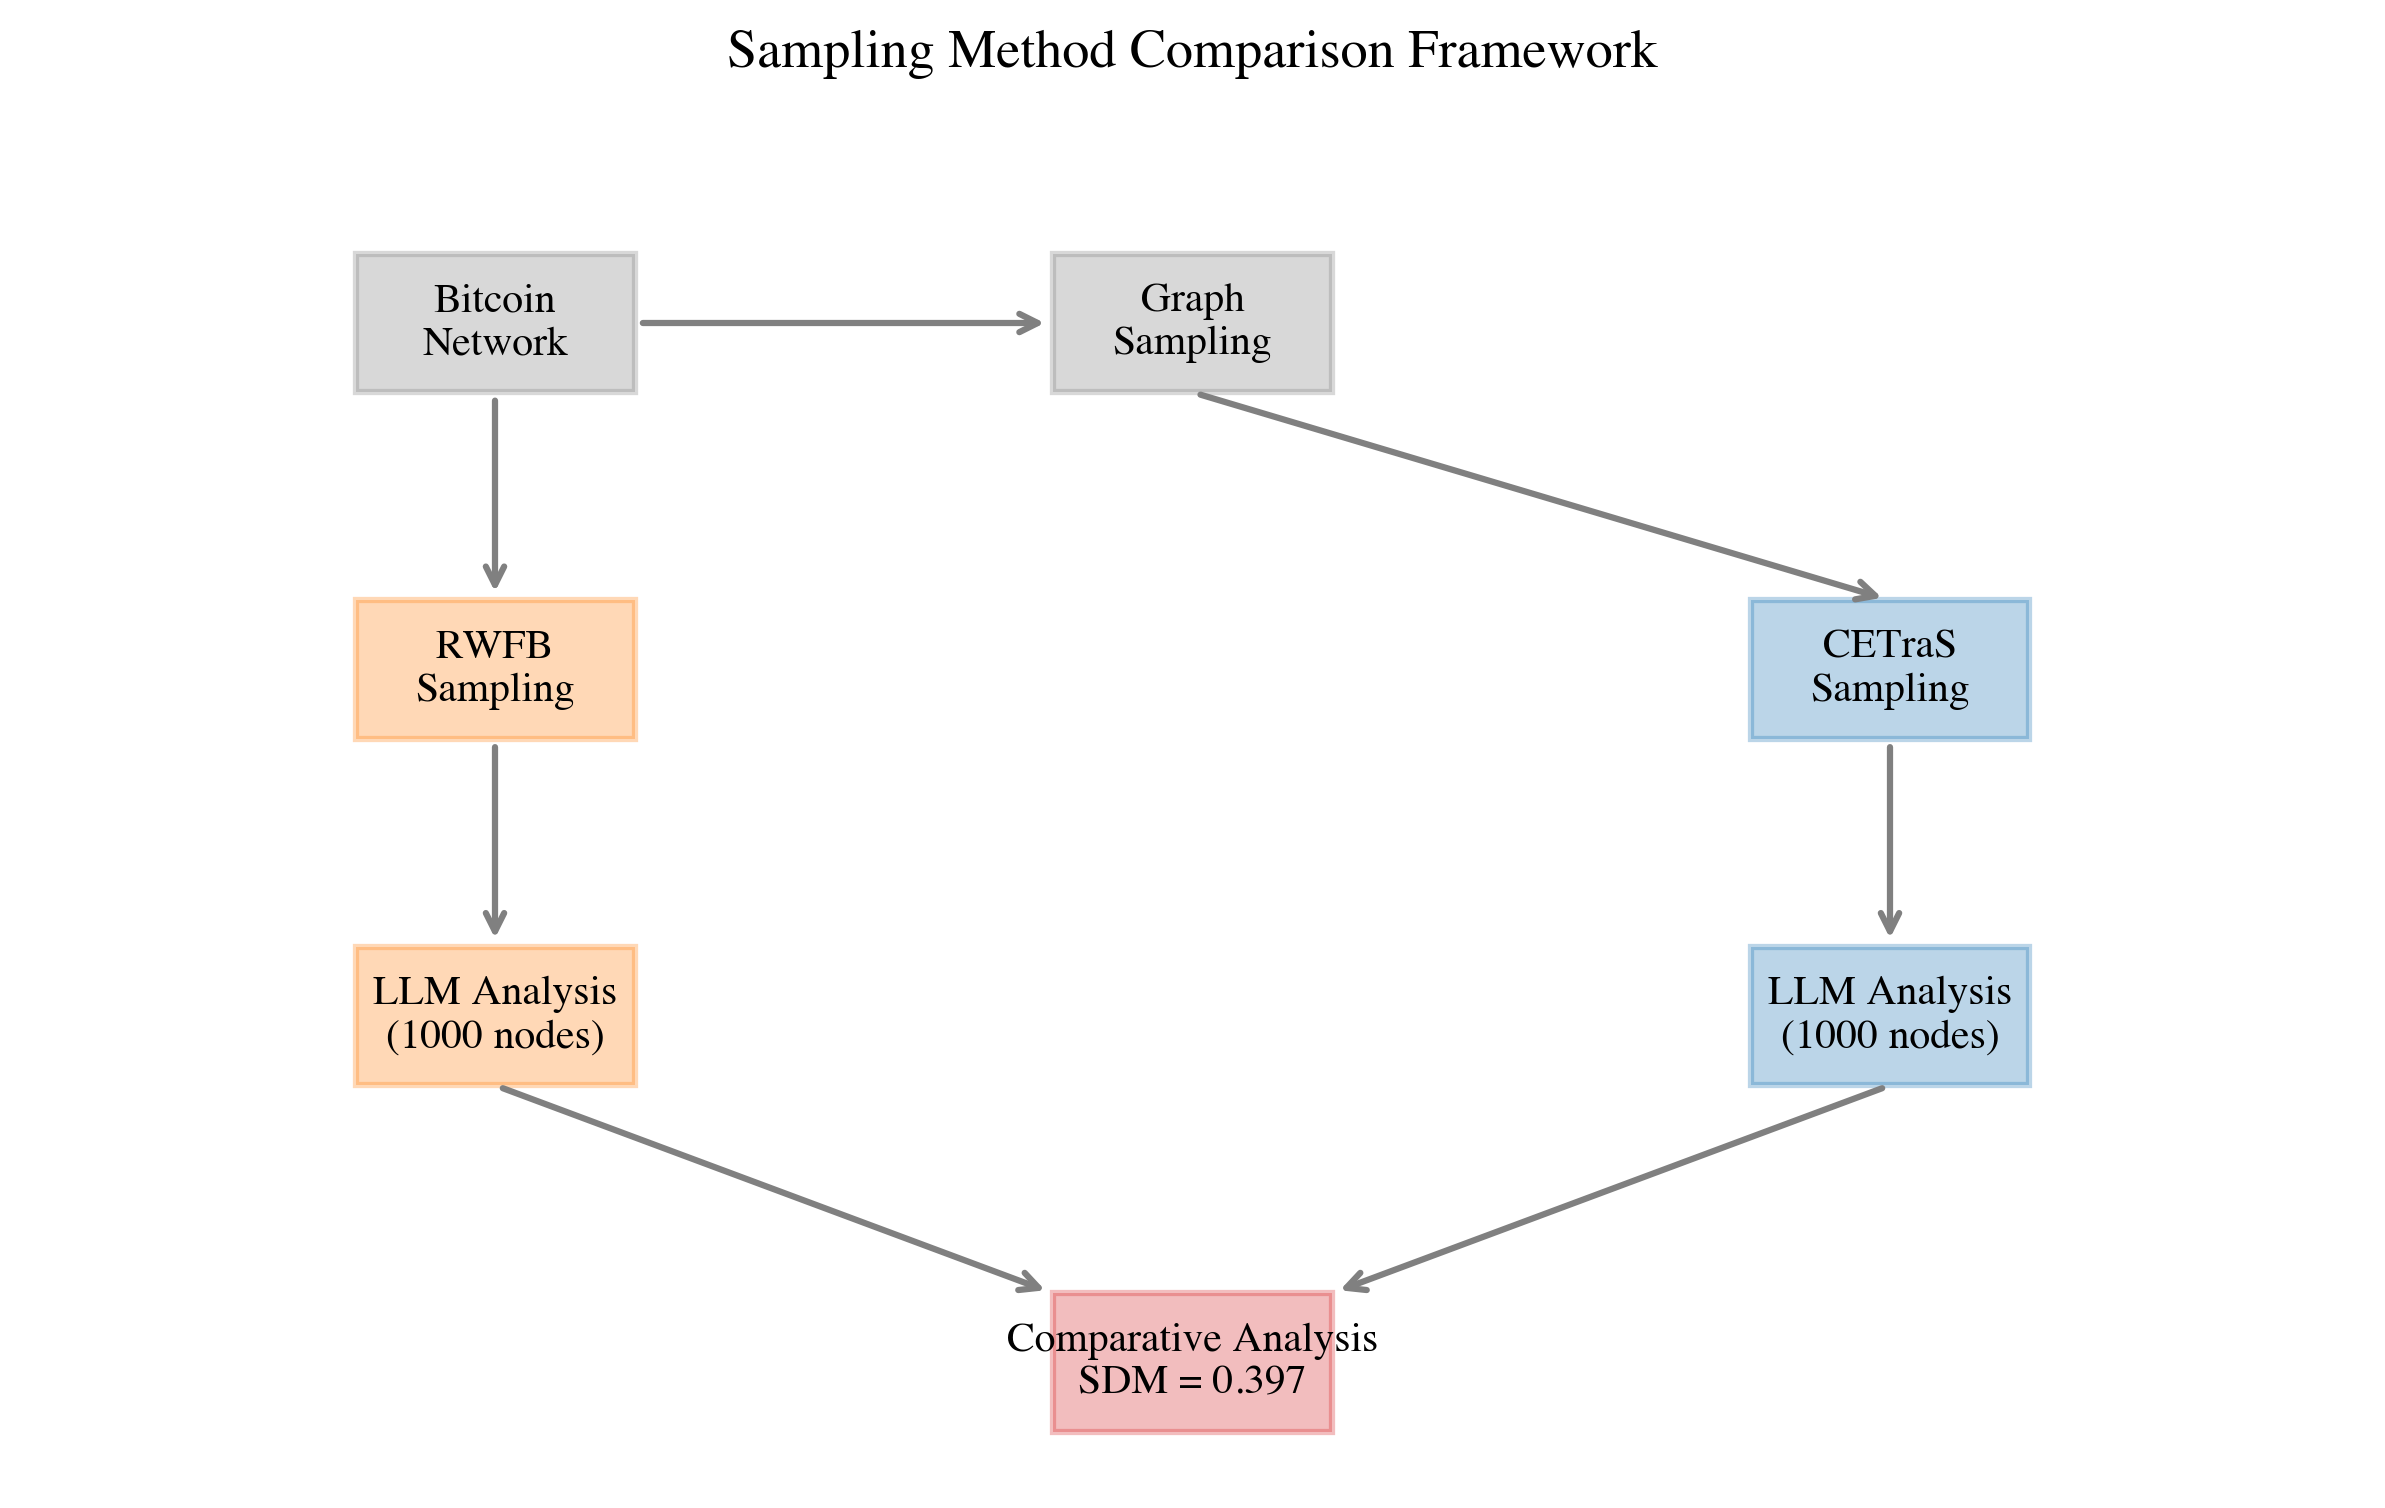 Sampling Method Comparison Framework
Bitcoin
Network
Graph
Sampling
RWFB
Sampling
CETraS
Sampling
LLM Analysis
(1000 nodes)
LLM Analysis
(1000 nodes)
Comparative Analysis
SDM = 0.397